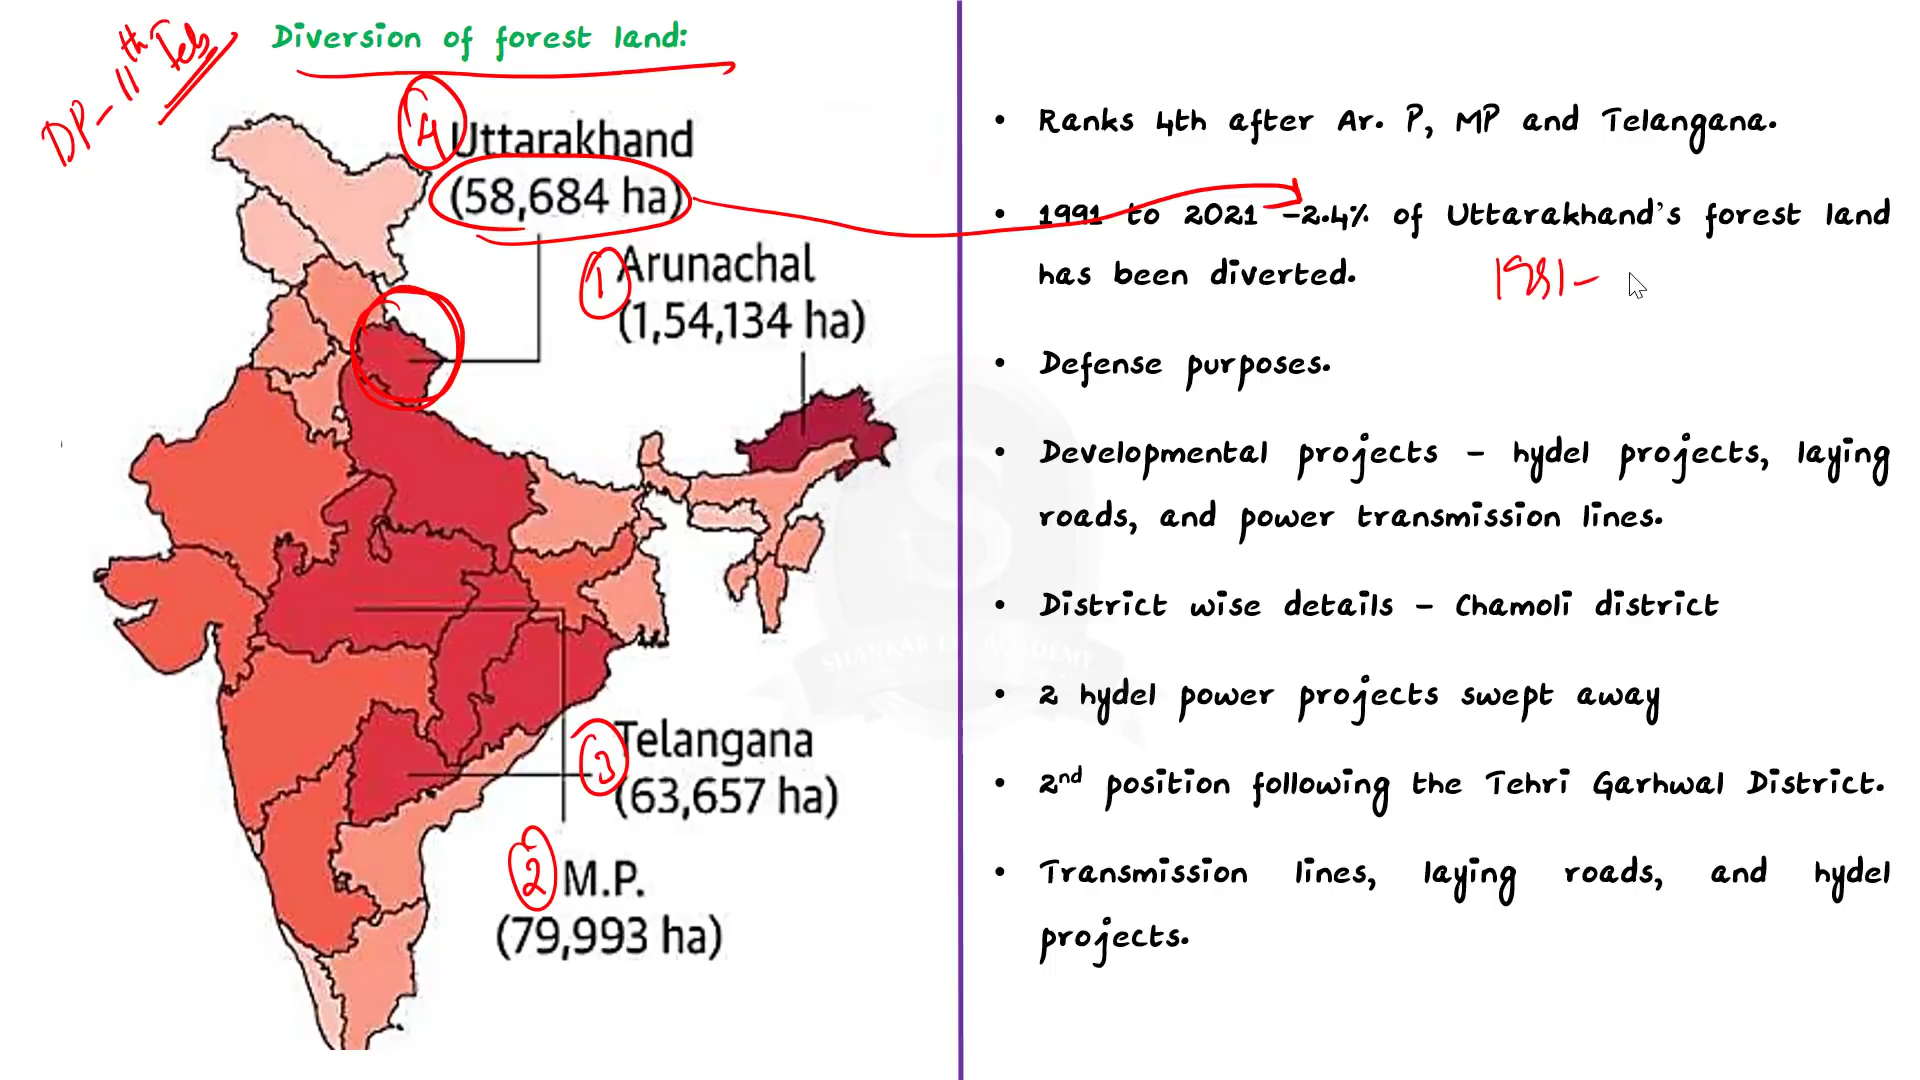 DP - 11th Feb
Diversion of forest land:
4
Uttarakhand
(58,684 ha)
1
Arunachal
(1,54,134 ha)
3
Telangana
(63,657 ha)
2
M.P.
(79,993 ha)
• Ranks 4th after Ar. P, MP and Telangana.
• 1991 to 2021 -2.4% of Uttarakhand's forest land
has been diverted.
1991-
• Defense purposes.
• Developmental projects - hydel projects, laying
roads, and power transmission lines.
• District wise details - Chamoli district
• 2 hydel power projects swept away
• 2nd position following the Tehri Garhwal District.
• Transmission lines, laying roads, and hydel
projects.
SHANKAR IAS ACADEMY